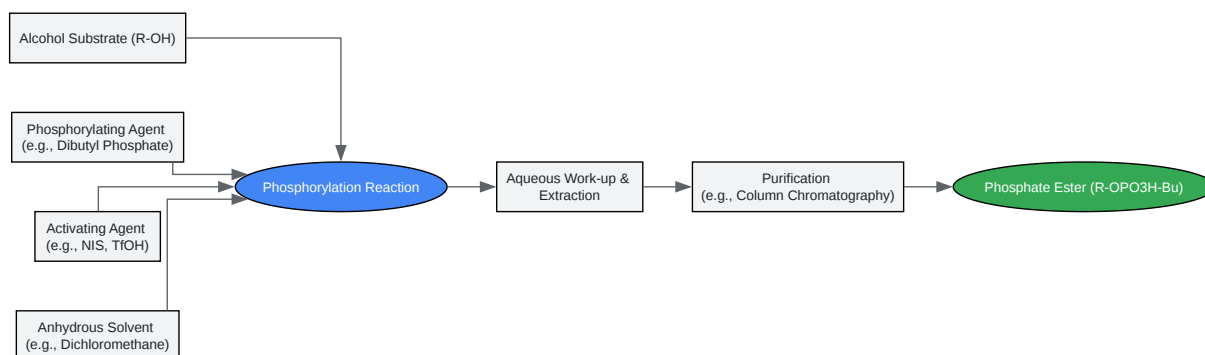 Alcohol Substrate (R-OH)
Phosphorylating Agent
(e.g., Dibutyl Phosphate)
Activating Agent
(e.g., NIS, TfOH)
Anhydrous Solvent
(e.g., Dichloromethane)
Phosphorylation Reaction
Aqueous Work-up &
Extraction
Purification
(e.g., Column Chromatography)
Phosphate Ester (R-OPO3H-Bu)